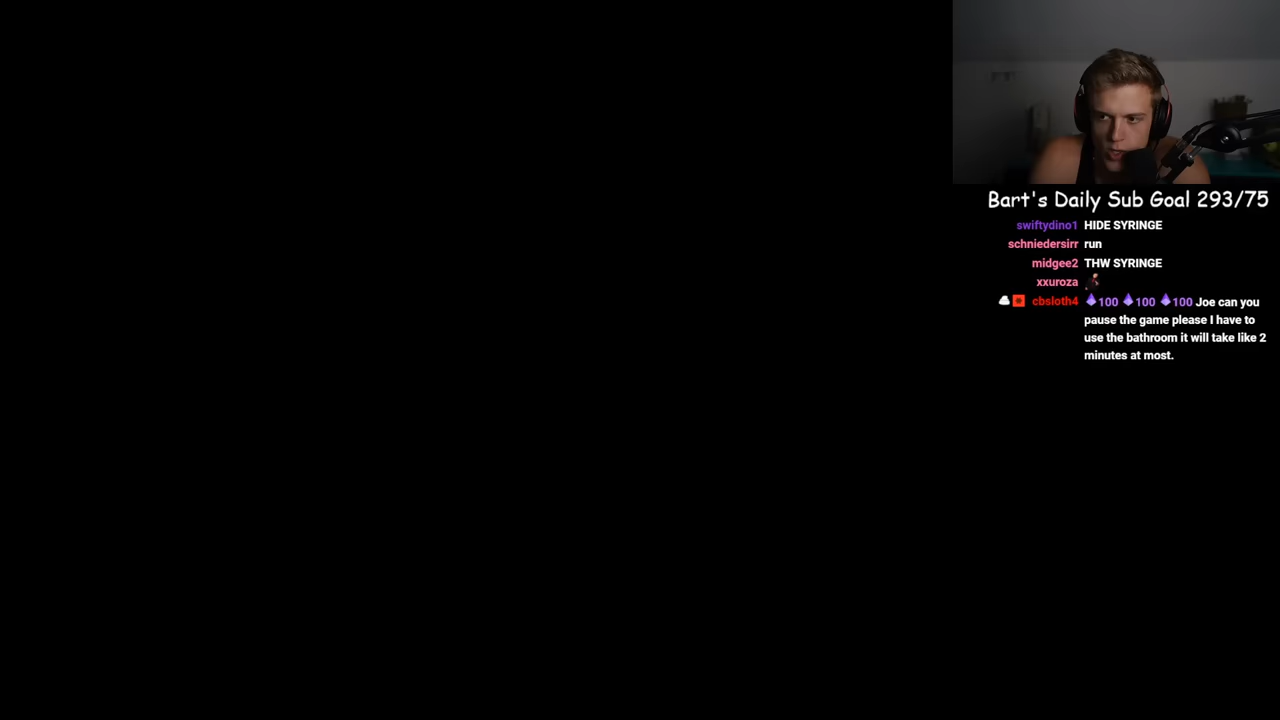 Bart's Daily Sub Goal 293/75
swiftydino1 HIDE SYRINGE
schniedersirr run
midgee2 THW SYRINGE
xxuroza
cbsloth4 100 100 100 Joe can you
pause the game please I have to
use the bathroom it will take like 2
minutes at most.